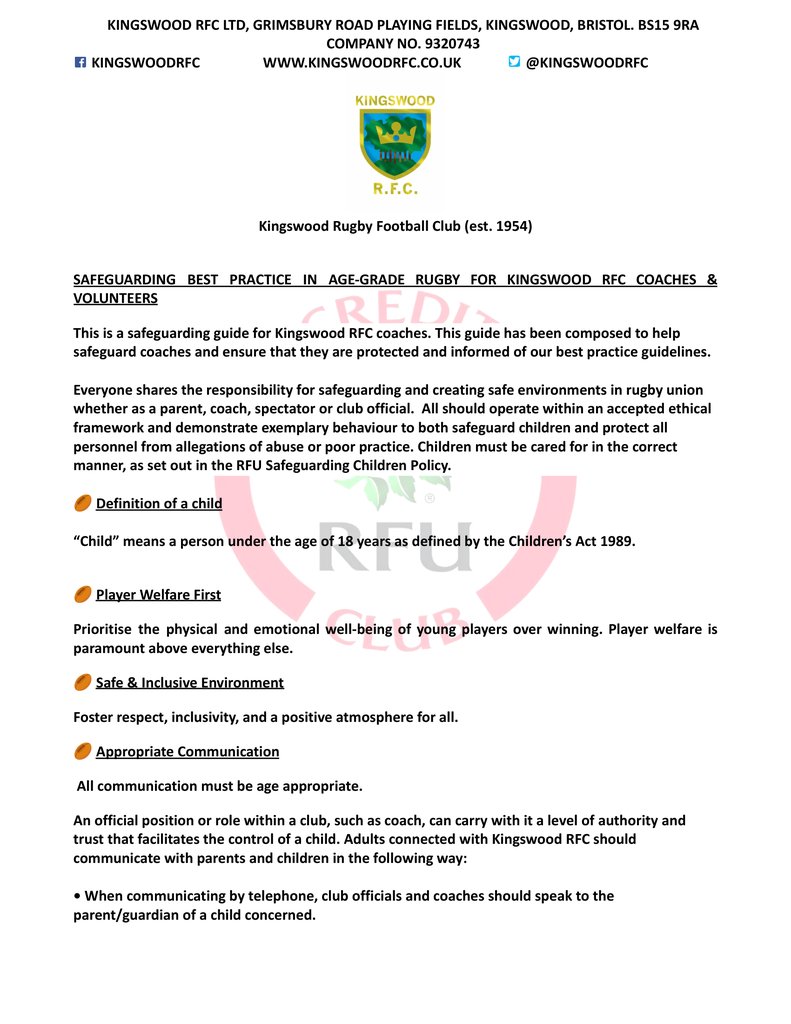 KINGSWOOD RFC LTD, GRIMSBURY ROAD PLAYING FIELDS, KINGSWOOD, BRISTOL. BS15 9RA
COMPANY NO. 9320743
KINGSWOODRFC WWW.KINGSWOODRFC.CO.UK @KINGSWOODRFC
KINGSWOOD
R.F.C.
Kingswood Rugby Football Club (est. 1954)
SAFEGUARDING BEST PRACTICE IN AGE-GRADE RUGBY FOR KINGSWOOD RFC COACHES &
VOLUNTEERS
CREDIT
This is a safeguarding guide for Kingswood RFC coaches. This guide has been composed to help
safeguard coaches and ensure that they are protected and informed of our best practice guidelines.
Everyone shares the responsibility for safeguarding and creating safe environments in rugby union
whether as a parent, coach, spectator or club official.  All should operate within an accepted ethical
framework and demonstrate exemplary behaviour to both safeguard children and protect all
personnel from allegations of abuse or poor practice. Children must be cared for in the correct
manner, as set out in the RFU Safeguarding Children Policy.
®
Definition of a child
RFU
“Child” means a person under the age of 18 years as defined by the Children’s Act 1989.
Player Welfare First
CLUB
Prioritise the physical and emotional well-being of young players over winning. Player welfare is
paramount above everything else.
Safe & Inclusive Environment
Foster respect, inclusivity, and a positive atmosphere for all.
Appropriate Communication
All communication must be age appropriate.
An official position or role within a club, such as coach, can carry with it a level of authority and
trust that facilitates the control of a child. Adults connected with Kingswood RFC should
communicate with parents and children in the following way:
• When communicating by telephone, club officials and coaches should speak to the
parent/guardian of a child concerned.